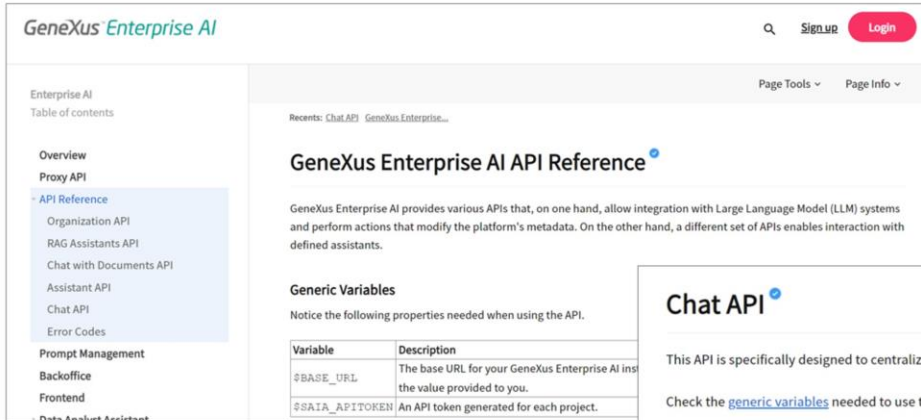 GeneXus Enterprise AI
Sign up Login
Page Tools Page Info
Enterprise AI
Table of contents
Overview
Proxy API
API Reference
Organization API
RAG Assistants API
Chat with Documents API
Assistant API
Chat API
Error Codes
Prompt Management
Backoffice
Frontend
Data Analyst Assistant
Recents: Chat API GeneXus Enterprise...
GeneXus Enterprise AI API Reference
GeneXus Enterprise AI provides various APIs that, on one hand, allow integration with Large Language Model (LLM) systems
and perform actions that modify the platform's metadata. On the other hand, a different set of APIs enables interaction with
defined assistants.
Generic Variables
Notice the following properties needed when using the API.
Variable Description
$BASE_URL The base URL for your GeneXus Enterprise AI
the value provided to you.
$SAIA_APITOKEN An API token generated for each project.
Chat API
This API is specifically designed to
Check the generic variables needed to use